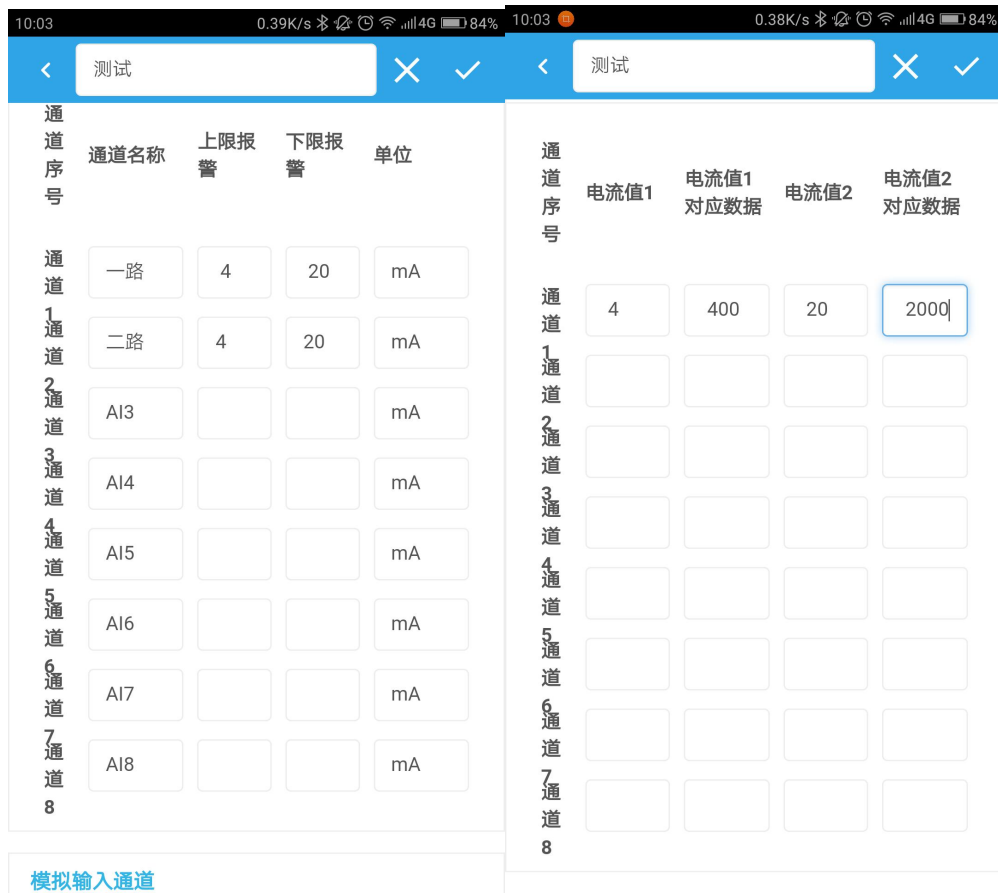 10:03 0.39K/s 4G 84%
测试
通道序号 通道名称 上限报警 下限报警 单位
通道1 一路 4 20 mA
通道2 二路 4 20 mA
通道3 AI3 mA
通道4 AI4 mA
通道5 AI5 mA
通道6 AI6 mA
通道7 AI7 mA
通道8 AI8 mA
模拟输入通道
10:03 0.38K/s 4G 84%
测试
通道序号 电流值1 电流值1对应数据 电流值2 电流值2对应数据
通道1 4 400 20 2000
通道2
通道3
通道4
通道5
通道6
通道7
通道8